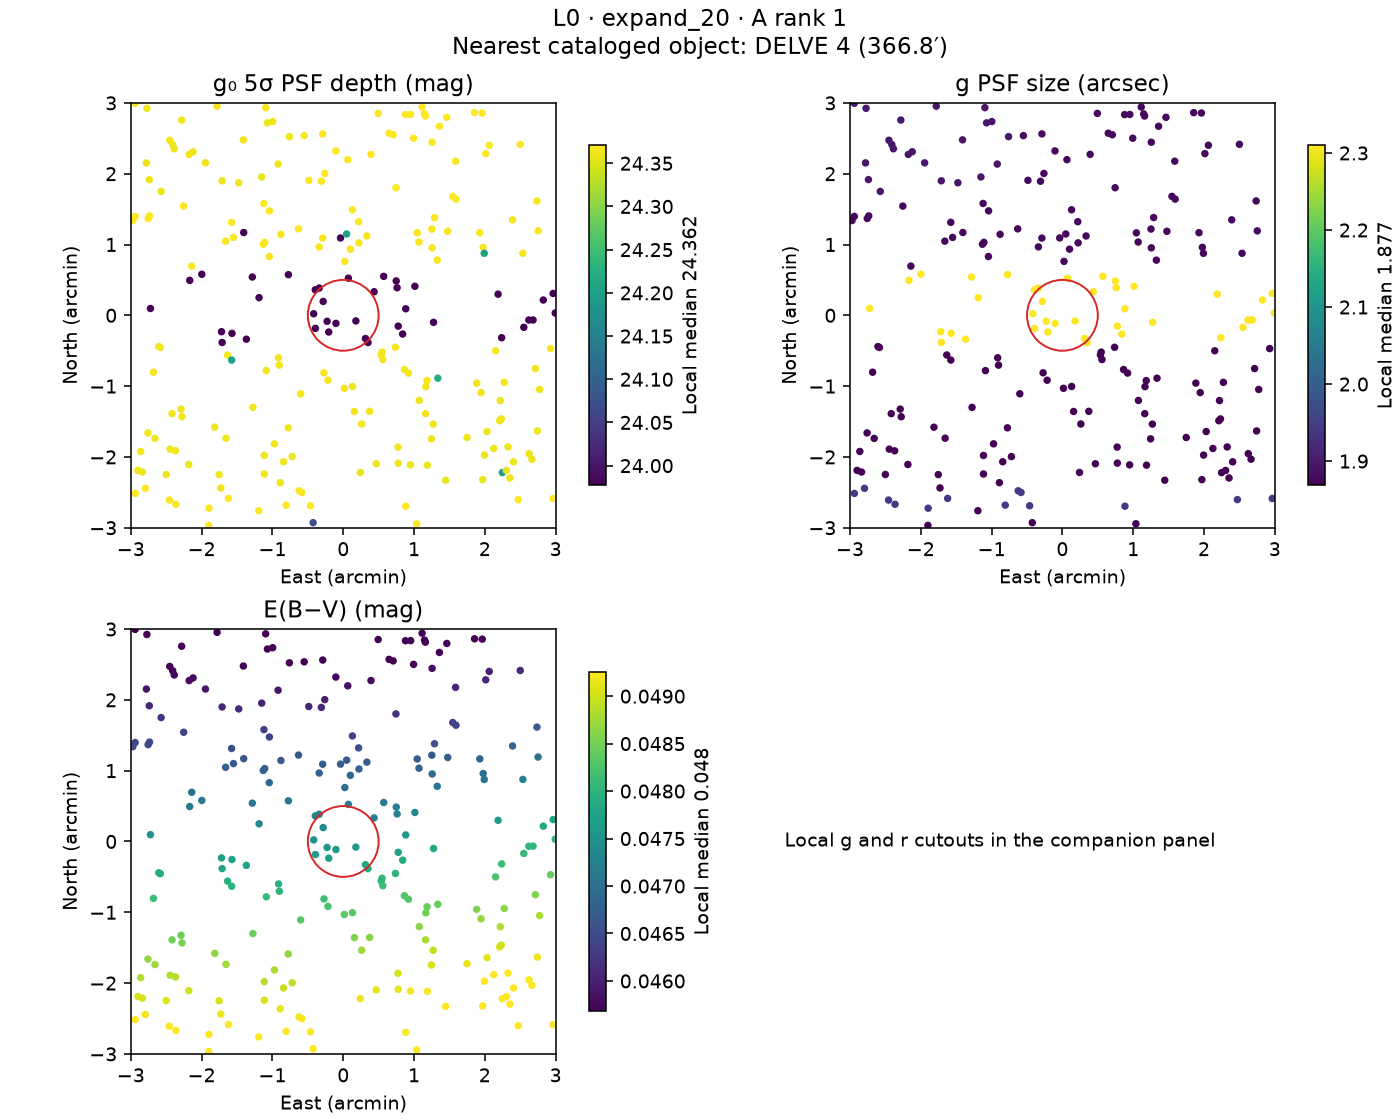 L0 · expand_20 · A rank 1
Nearest cataloged object: DELVE 4 (366.8′)
g₀ 5σ PSF depth (mag)
g PSF size (arcsec)
3
2
1
0
−1
−2
−3
North (arcmin)
−3 −2 −1 0 1 2 3
East (arcmin)
24.35
24.30
24.25
24.20
24.15
24.10
24.05
24.00
Local median 24.362
3
2
1
0
−1
−2
−3
North (arcmin)
−3 −2 −1 0 1 2 3
East (arcmin)
2.3
2.2
2.1
2.0
1.9
Local median 1.877
E(B−V) (mag)
3
2
1
0
−1
−2
−3
North (arcmin)
−3 −2 −1 0 1 2 3
East (arcmin)
0.0490
0.0485
0.0480
0.0475
0.0470
0.0465
0.0460
Local median 0.048
Local g and r cutouts in the companion panel